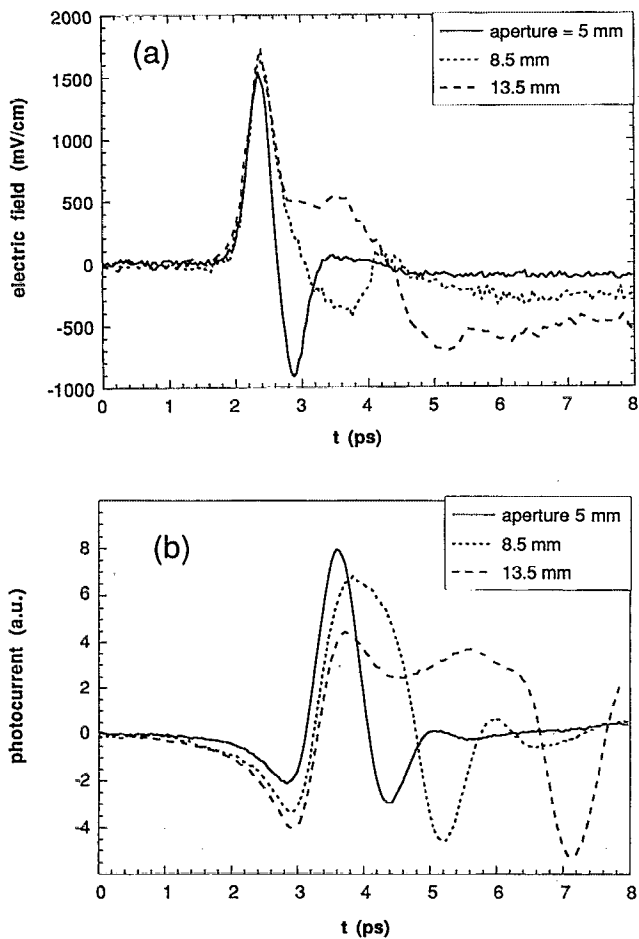 2000
1500
1000
500
0
-500
-1000
electric field (mV/cm)
(a)
aperture = 5 mm
8.5 mm
13.5 mm
0 1 2 3 4 5 6 7 8
t (ps)
8
6
4
2
0
-2
-4
photocurrent (a.u.)
(b)
aperture 5 mm
8.5 mm
13.5 mm
0 1 2 3 4 5 6 7 8
t (ps)